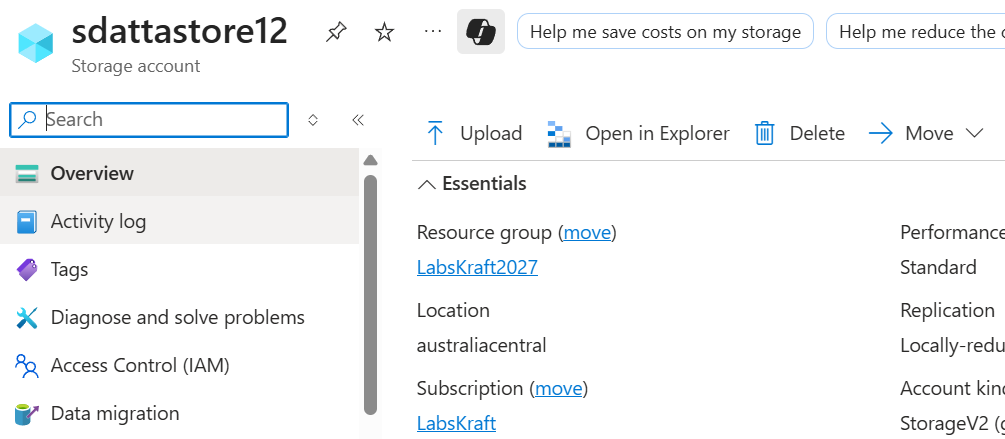 sdattastore12
Storage account
Help me save costs on my storage
Help me reduce the
Search
Upload
Open in Explorer
Delete
Move
Overview
Activity log
Tags
Diagnose and solve problems
Access Control (IAM)
Data migration
Essentials
Resource group (move)
LabsKraft2027
Location
australiacentral
Subscription (move)
LabsKraft
Performance
Standard
Replication
Locally-redu
Account kind
StorageV2 (g